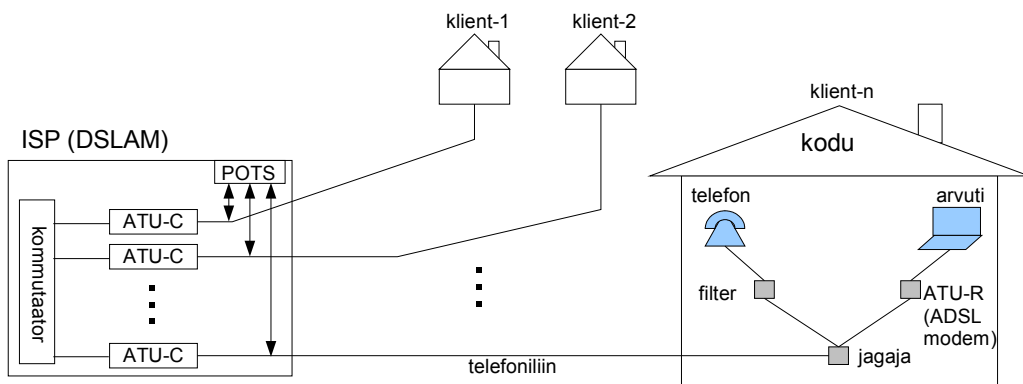 klient-1
klient-2
klient-n
ISP (DSLAM)
kodu
POTS
telefon
arvuti
ATU-C
kommutaator
ATU-C
filter
ATU-R
(ADSL
modem)
ATU-C
jagaja
telefoniliin